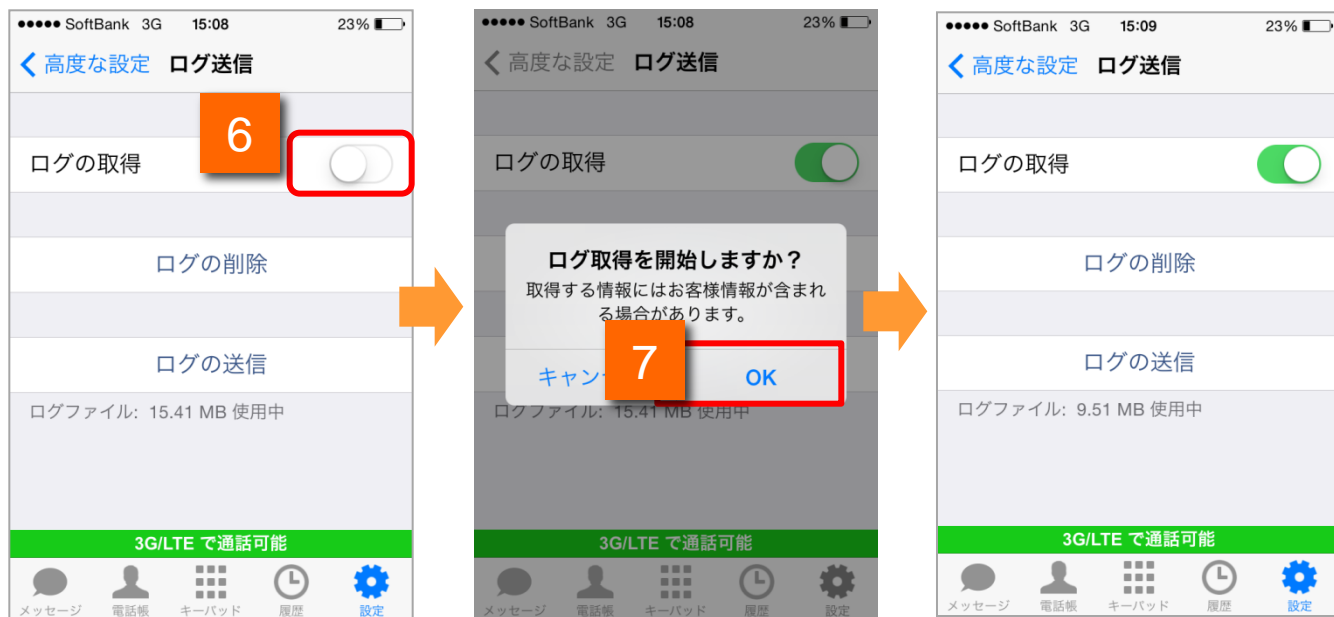 SoftBank 3G 15:08 23%
高度な設定 ログ送信
6
ログの取得
ログの削除
ログの送信
ログファイル: 15.41 MB 使用中
3G/LTE で通話可能
メッセージ 電話帳 キーパッド 履歴 設定
SoftBank 3G 15:08 23%
高度な設定 ログ送信
ログの取得
ログ取得を開始しますか？
取得する情報にはお客様情報が含まれ
る場合があります。
キャン
7
OK
ログファイル: 15.41 MB 使用中
3G/LTE で通話可能
メッセージ 電話帳 キーパッド 履歴 設定
SoftBank 3G 15:09 23%
高度な設定 ログ送信
ログの取得
ログの削除
ログの送信
ログファイル: 9.51 MB 使用中
3G/LTE で通話可能
メッセージ 電話帳 キーパッド 履歴 設定